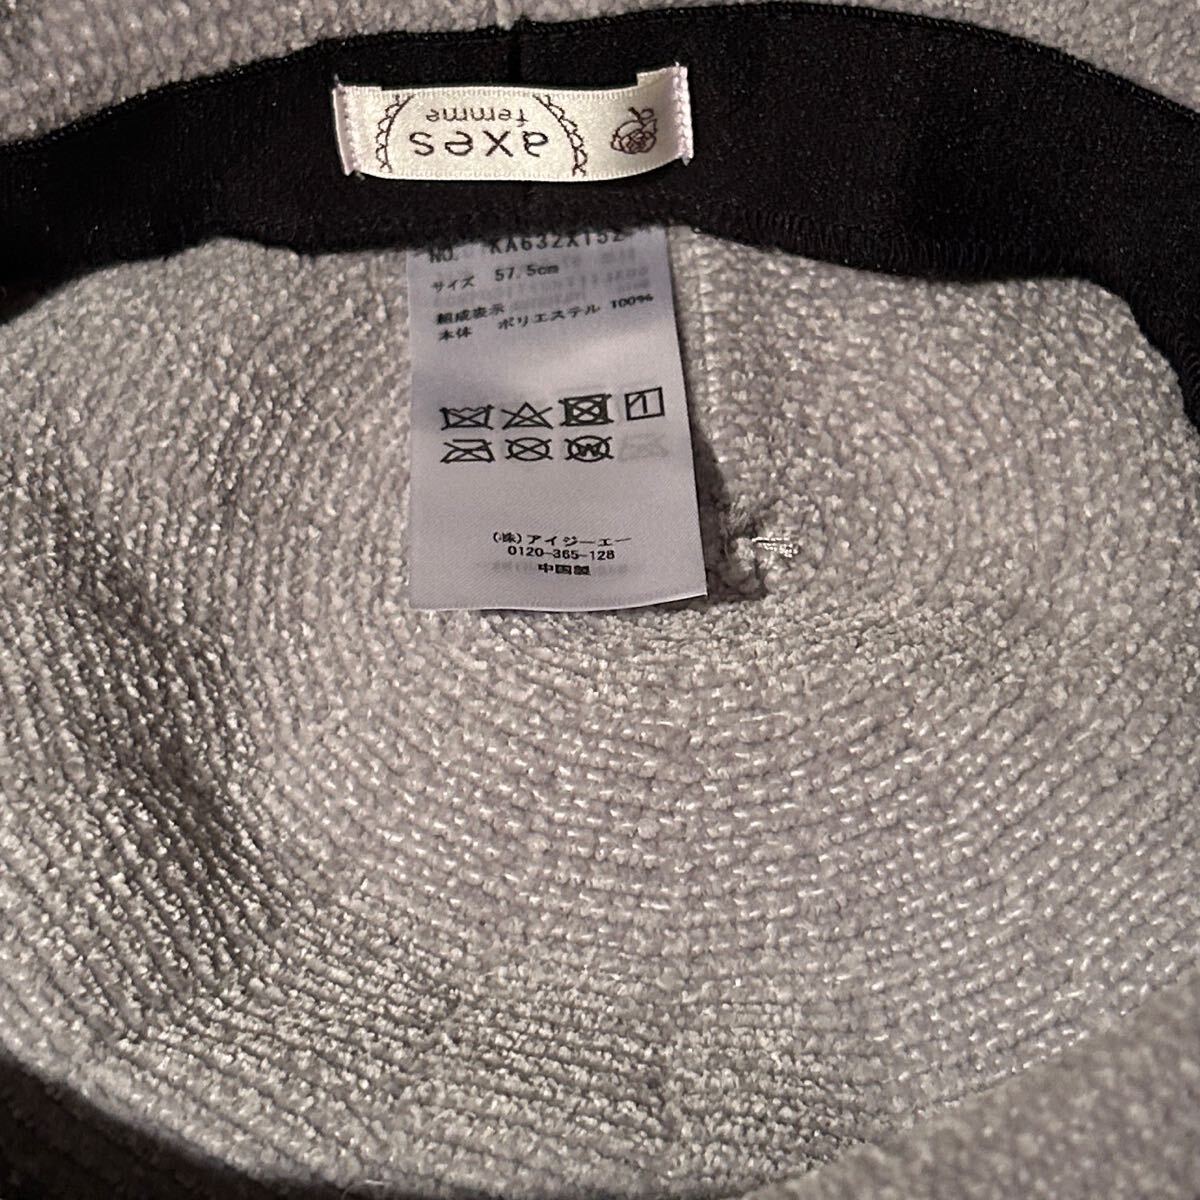 axes
femme
No. KA632X152
サイズ 57.5cm
組成表示
本体 ポリエステル 100%
W
(株)アイジーエー
0120-365-128
中国製